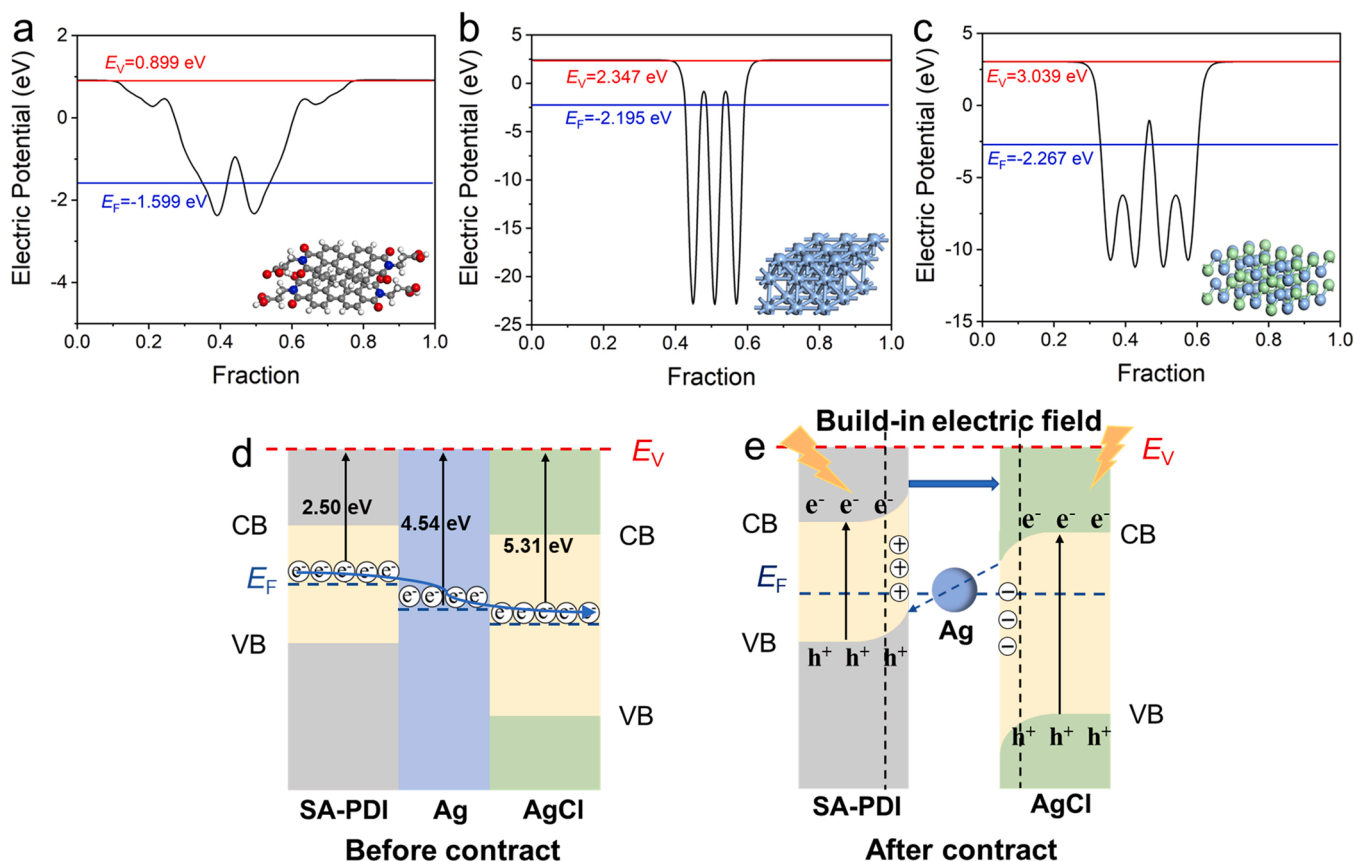 a
2
0
-2
-4
Electric Potential (eV)
E_V=0.899 eV
E_F=-1.599 eV
0.0 0.2 0.4 0.6 0.8 1.0
Fraction
b
5
0
-5
-10
-15
-20
-25
Electric Potential (eV)
E_V=2.347 eV
E_F=-2.195 eV
0.0 0.2 0.4 0.6 0.8 1.0
Fraction
c
5
0
-5
-10
-15
Electric Potential (eV)
E_V=3.039 eV
E_F=-2.267 eV
0.0 0.2 0.4 0.6 0.8 1.0
Fraction
d
E_V
2.50 eV
4.54 eV
5.31 eV
CB
CB
E_F
e⁻ e⁻ e⁻ e⁻ e⁻
e⁻ e⁻ e⁻ e⁻
e⁻ e⁻ e⁻ e⁻ e⁻
VB
VB
SA-PDI Ag AgCl
Before contract
Build-in electric field
e
E_V
e⁻ e⁻ e⁻
e⁻ e⁻ e⁻
CB
CB
+
+
+
E_F
−
−
−
Ag
VB
h⁺ h⁺ h⁺
VB
h⁺ h⁺ h⁺
SA-PDI AgCl
After contract